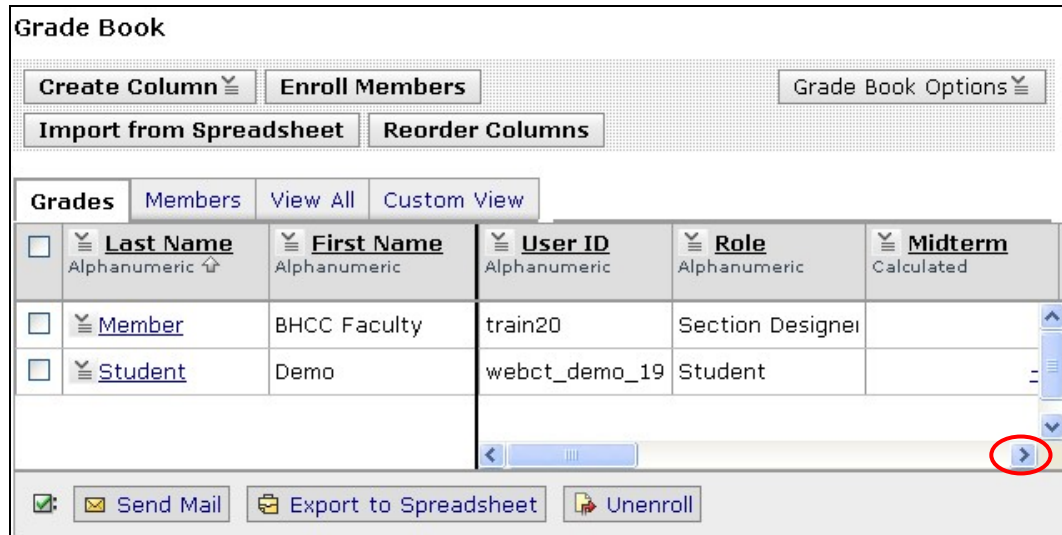 Grade Book
Create Column Enroll Members Grade Book Options
Import from Spreadsheet Reorder Columns
Grades Members View All Custom View
Last Name First Name User ID Role Midterm
Alphanumeric Alphanumeric Alphanumeric Alphanumeric Calculated
Member BHCC Faculty train20 Section Designer
Student Demo webct_demo_19 Student -
Send Mail Export to Spreadsheet Unenroll